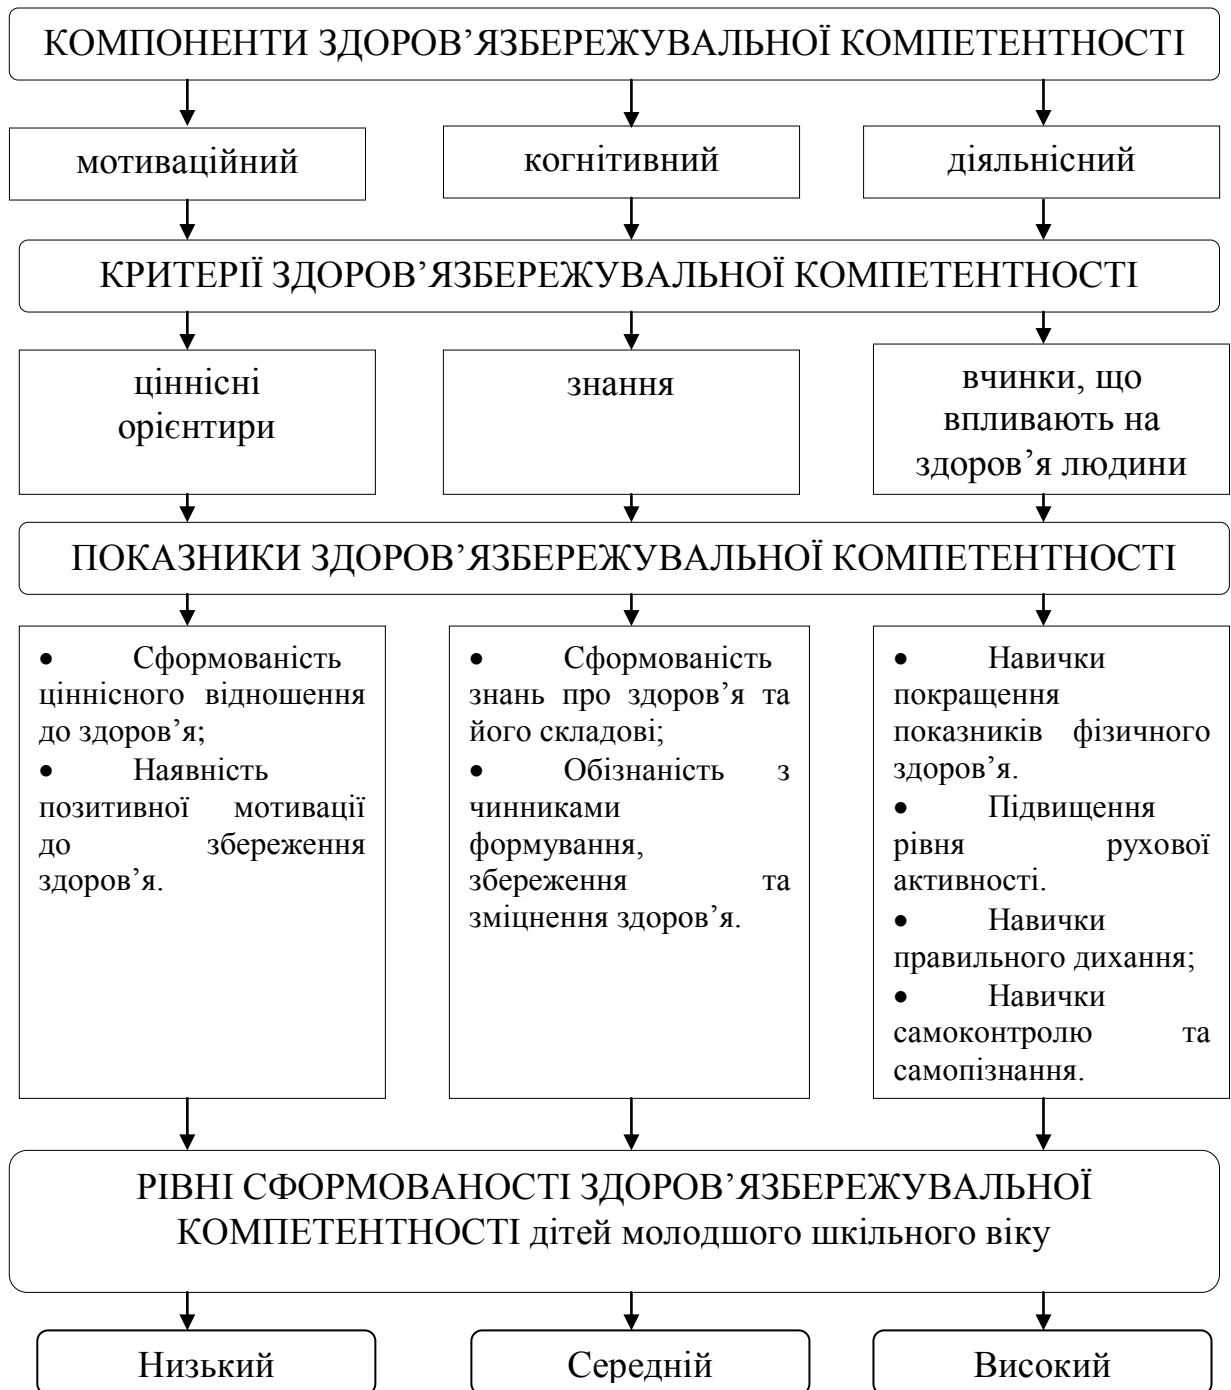 КОМПОНЕНТИ ЗДОРОВ’ЯЗБЕРЕЖУВАЛЬНОЇ КОМПЕТЕНТНОСТІ
мотиваційний
когнітивний
діяльнісний
КРИТЕРІЇ ЗДОРОВ’ЯЗБЕРЕЖУВАЛЬНОЇ КОМПЕТЕНТНОСТІ
ціннісні
орієнтири
знання
вчинки, що
впливають на
здоров’я людини
ПОКАЗНИКИ ЗДОРОВ’ЯЗБЕРЕЖУВАЛЬНОЇ КОМПЕТЕНТНОСТІ
• Сформованість
ціннісного відношення
до здоров’я;
• Наявність
позитивної мотивації
до збереження
здоров’я.
• Сформованість
знань про здоров’я та
його складові;
• Обізнаність з
чинниками
формування,
збереження та
зміцнення здоров’я.
• Навички
покращення
показників фізичного
здоров’я.
• Підвищення
рівня рухової
активності.
• Навички
правильного дихання;
• Навички
самоконтролю та
самопізнання.
РІВНІ СФОРМОВАНОСТІ ЗДОРОВ’ЯЗБЕРЕЖУВАЛЬНОЇ
КОМПЕТЕНТНОСТІ дітей молодшого шкільного віку
Низький
Середній
Високий